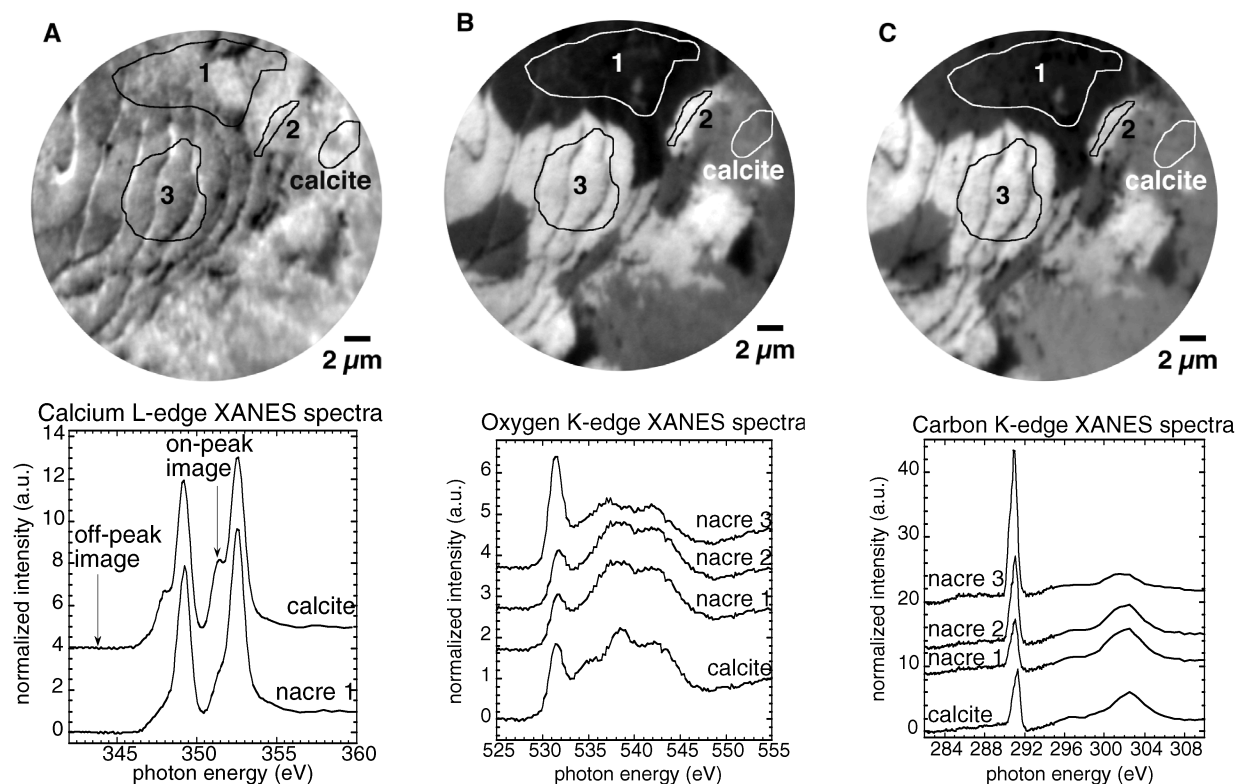 A
1
2
calcite
3
2 µm
B
1
2
calcite
3
2 µm
C
1
2
calcite
3
2 µm
Calcium L-edge XANES spectra
14
12
10
8
6
4
2
0
normalized intensity (a.u.)
on-peak
image
off-peak
image
calcite
nacre 1
345
350
355
360
photon energy (eV)
Oxygen K-edge XANES spectra
6
5
4
3
2
1
0
normalized intensity (a.u.)
nacre 3
nacre 2
nacre 1
calcite
525
530
535
540
545
550
555
photon energy (eV)
Carbon K-edge XANES spectra
40
30
20
10
0
normalized intensity (a.u.)
nacre 3
nacre 2
nacre 1
calcite
284
288
292
296
300
304
308
photon energy (eV)